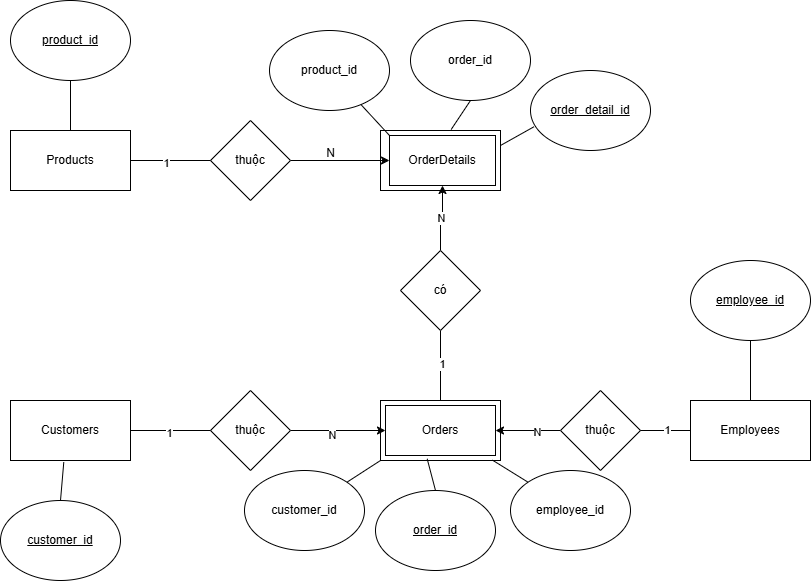 product_id
product_id
order_id
order_detail_id
Products
1
thuộc
N
OrderDetails
N
có
employee_id
1
Customers
1
thuộc
N
Orders
N
thuộc
1
Employees
customer_id
order_id
employee_id
customer_id